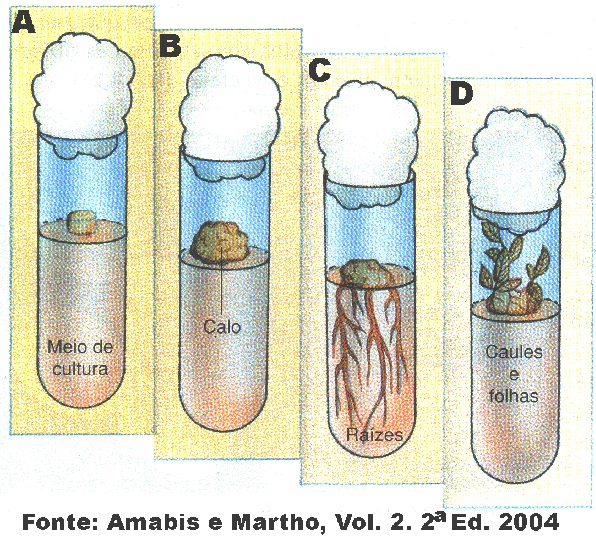 A
B
C
D
Meio de
cultura
Calo
Raízes
Caules
e
folhas
Fonte: Amabis e Martho, Vol. 2. 2ª Ed. 2004